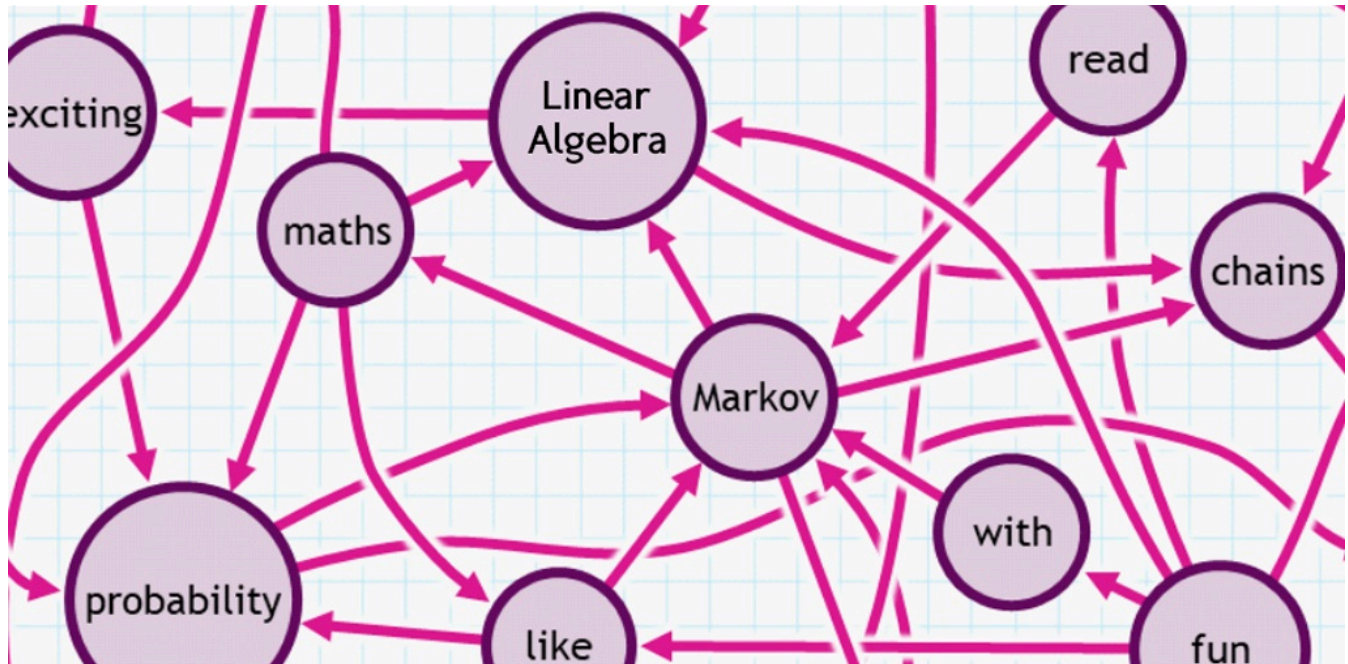 read
Linear
Algebra
exciting
maths
chains
Markov
with
probability
like
fun